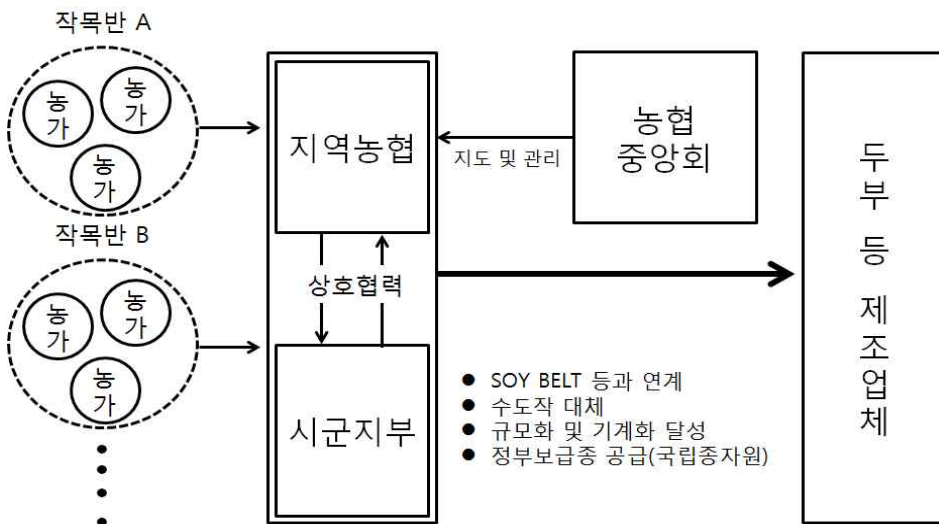 작목반 A
농가
농가
농가
작목반 B
농가
농가
농가
지역농협
상호협력
시군지부
농협
중앙회
지도 및 관리
두부 등 제조업체
● SOY BELT 등과 연계
● 수도작 대체
● 규모화 및 기계화 달성
● 정부보급종 공급(국립종자원)